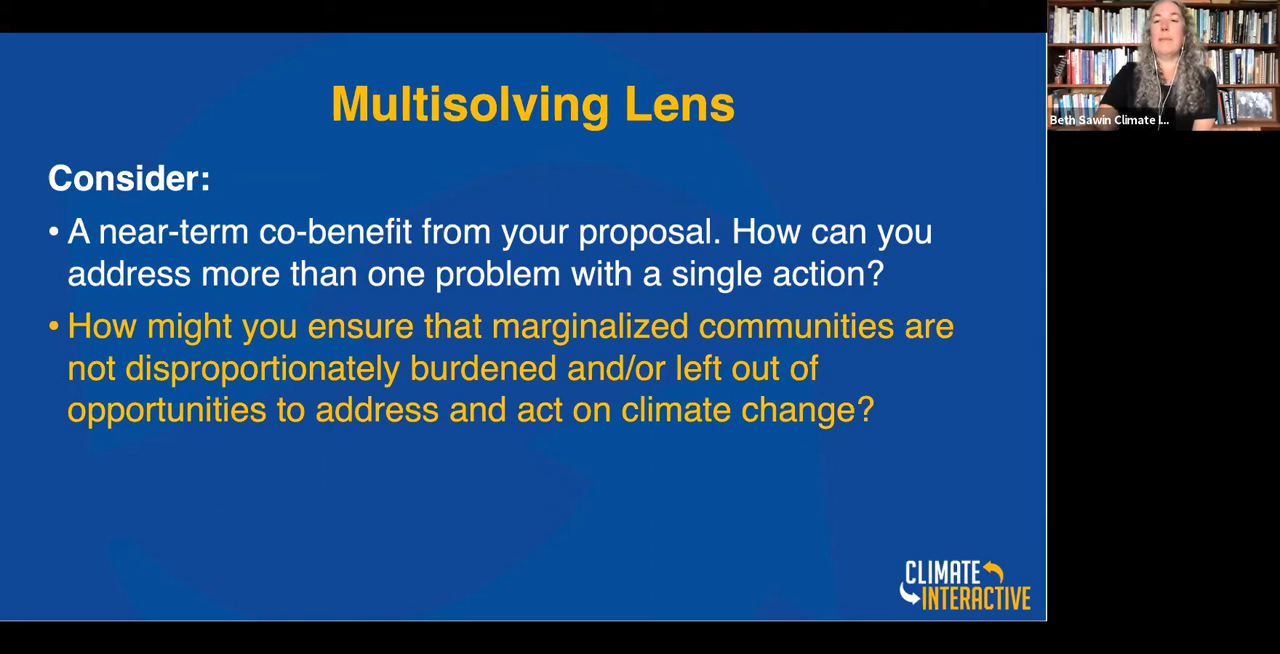 Multisolving Lens
Consider:
• A near-term co-benefit from your proposal. How can you
address more than one problem with a single action?
• How might you ensure that marginalized communities are
not disproportionately burdened and/or left out of
opportunities to address and act on climate change?
CLIMATE
INTERACTIVE
Beth Sawin Climate I...